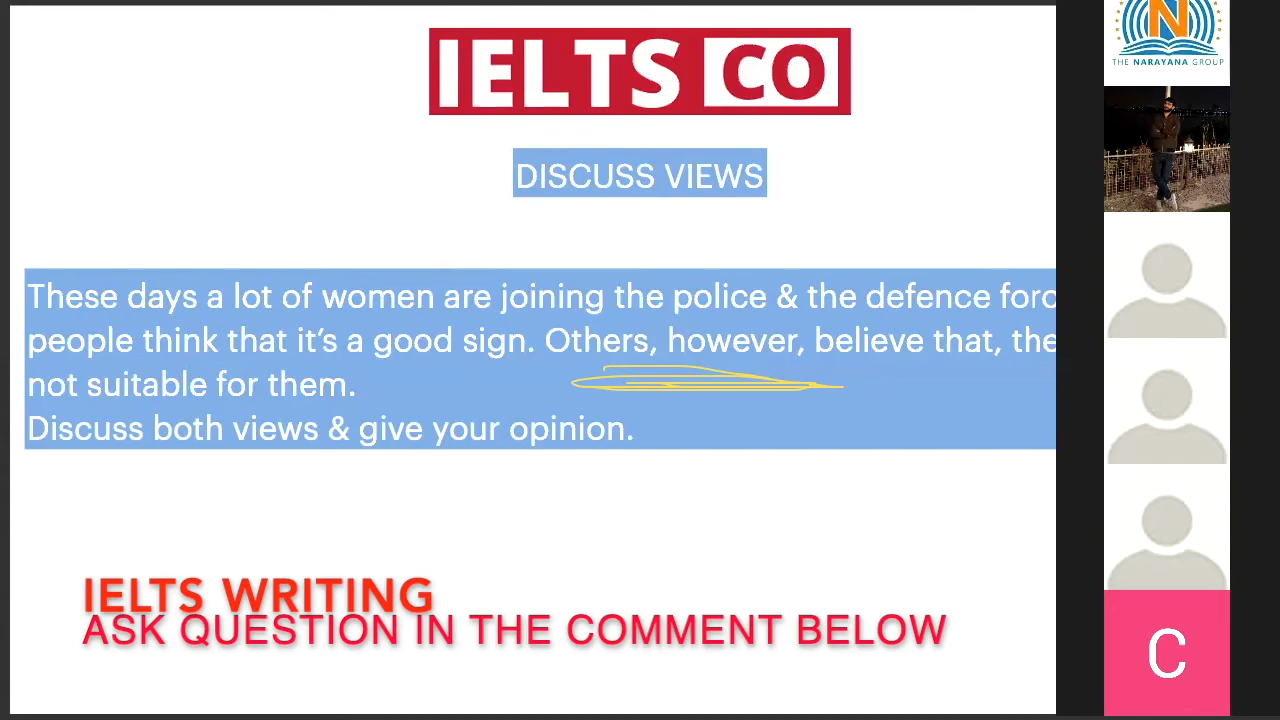 IELTS CO
DISCUSS VIEWS
These days a lot of women are joining the police & the defence forc
people think that it's a good sign. Others, however, believe that, the
not suitable for them.
Discuss both views & give your opinion.
IELTS WRITING
ASK QUESTION IN THE COMMENT BELOW
N
THE NARAYANA GROUP
C